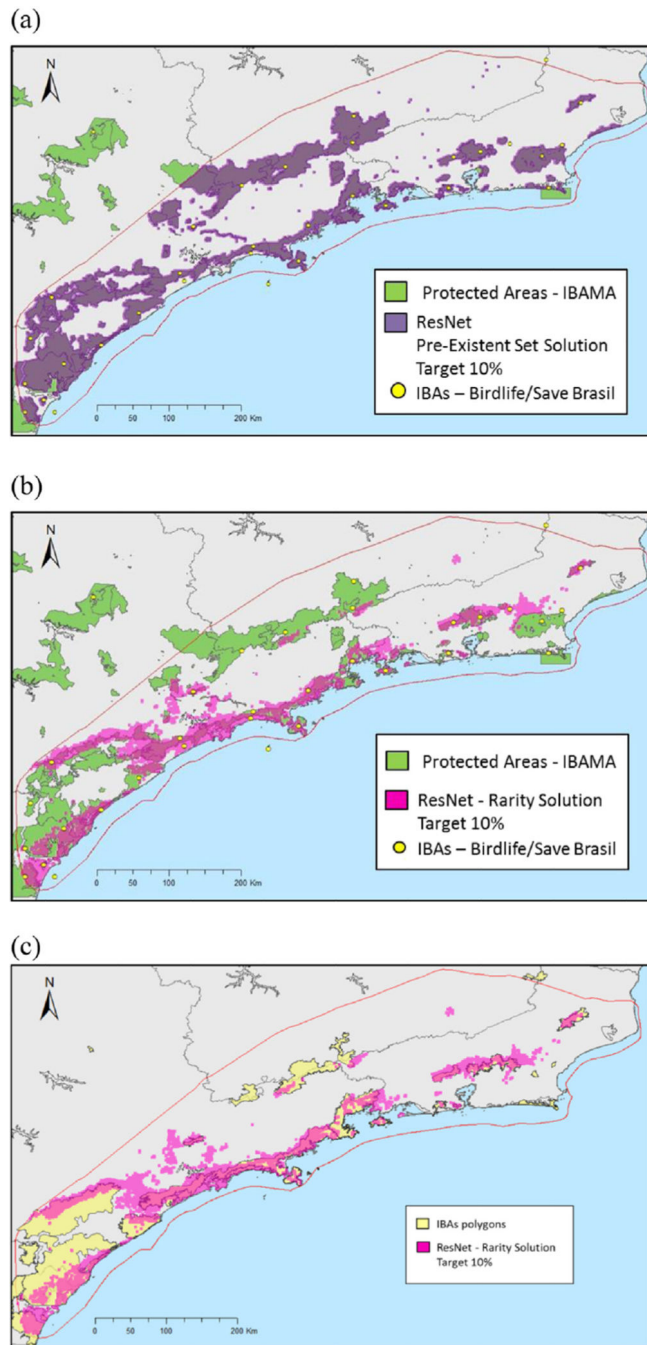 (a)
N
Protected Areas - IBAMA
ResNet
Pre-Existent Set Solution
Target 10%
IBAs – Birdlife/Save Brasil
0 50 100 200 Km
(b)
N
Protected Areas - IBAMA
ResNet - Rarity Solution
Target 10%
IBAs – Birdlife/Save Brasil
0 50 100 200 Km
(c)
N
IBAs polygons
ResNet - Rarity Solution
Target 10%
0 50 100 200 Km